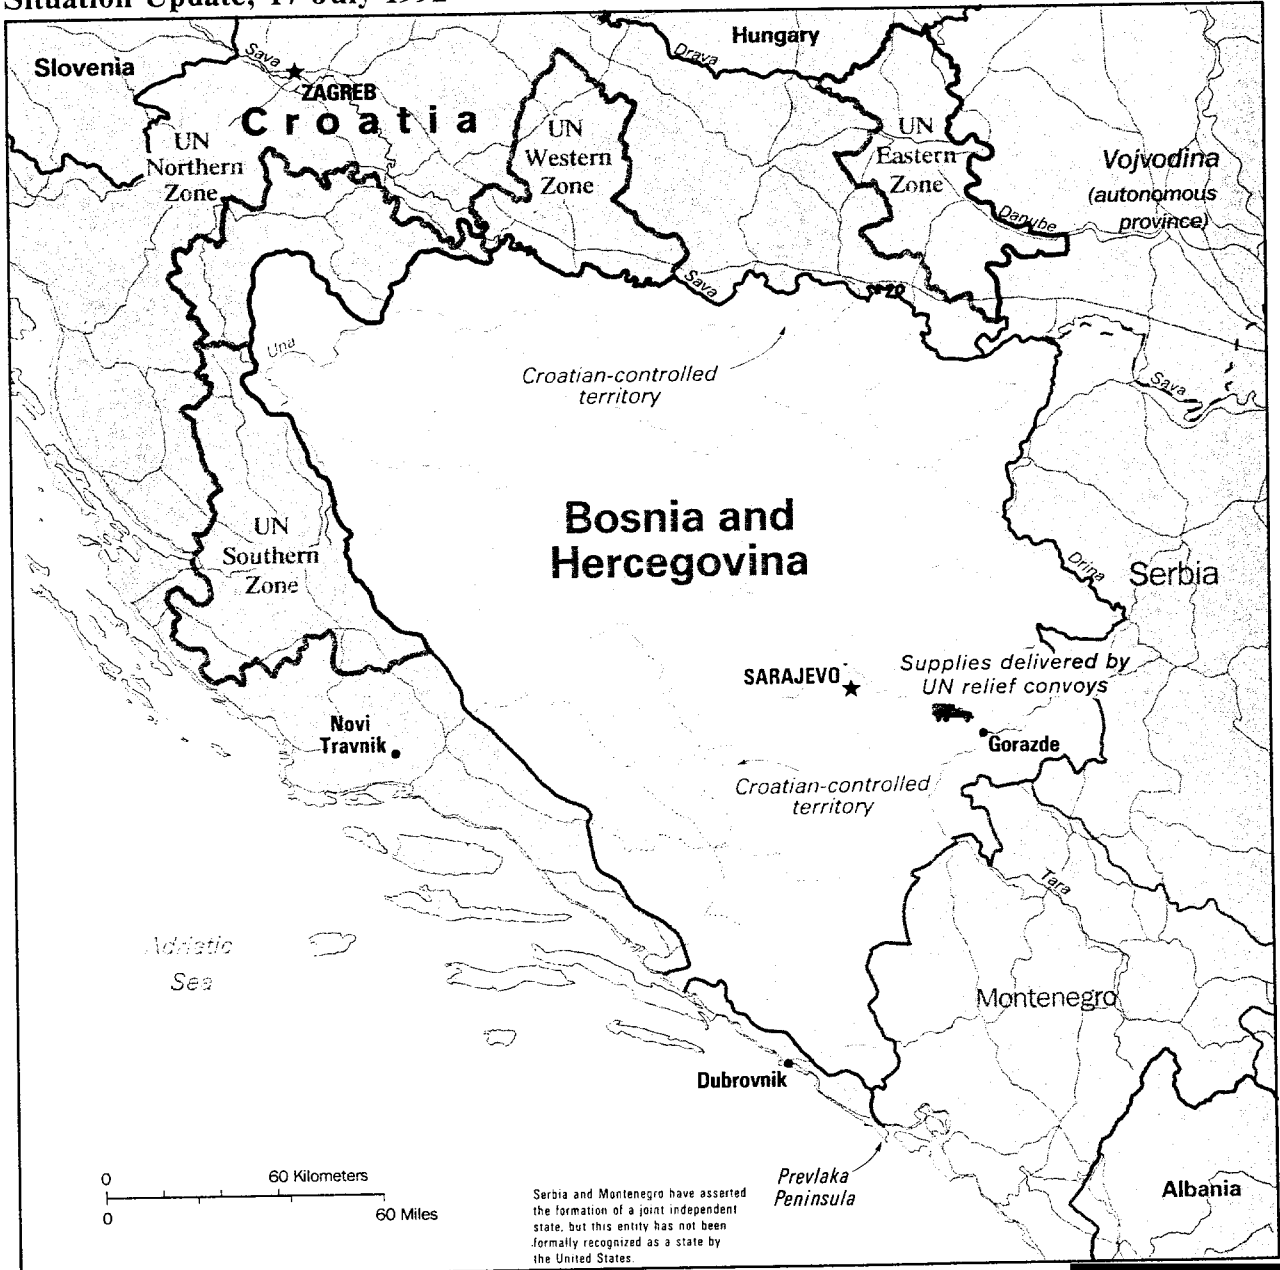 Situation Update, 17 July 1992
Hungary
Slovenia
Sava
Drava
ZAGREB
Croatia
UN
Northern
Zone
UN
Western
Zone
UN
Eastern
Zone
Vojvodina
(autonomous
province)
Danube
Sava
Una
Croatian-controlled
territory
Sava
Bosnia and
Hercegovina
UN
Southern
Zone
Drina
Serbia
SARAJEVO
Supplies delivered by
UN relief convoys
Novi
Travnik
Gorazde
Croatian-controlled
territory
Tara
Adriatic
Sea
Montenegro
Dubrovnik
Prevlaka
Peninsula
Albania
0 60 Kilometers
0 60 Miles
Serbia and Montenegro have asserted
the formation of a joint independent
state, but this entity has not been
formally recognized as a state by
the United States.